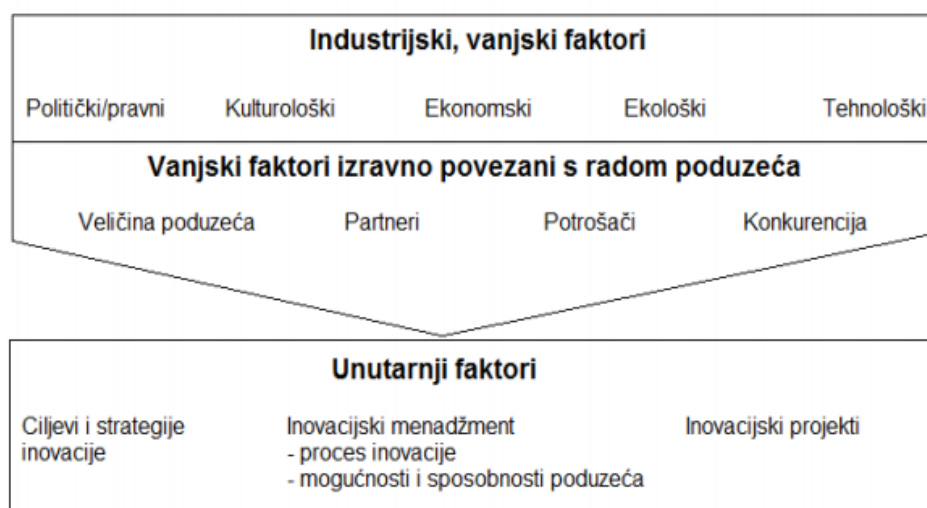 Industrijski, vanjski faktori
Politički/pravni Kulturološki Ekonomski Ekološki Tehnološki
Vanjski faktori izravno povezani s radom poduzeća
Veličina poduzeća Partneri Potrošači Konkurencija
Unutarnji faktori
Ciljevi i strategije inovacije
Inovacijski menadžment
- proces inovacije
- mogućnosti i sposobnosti poduzeća
Inovacijski projekti